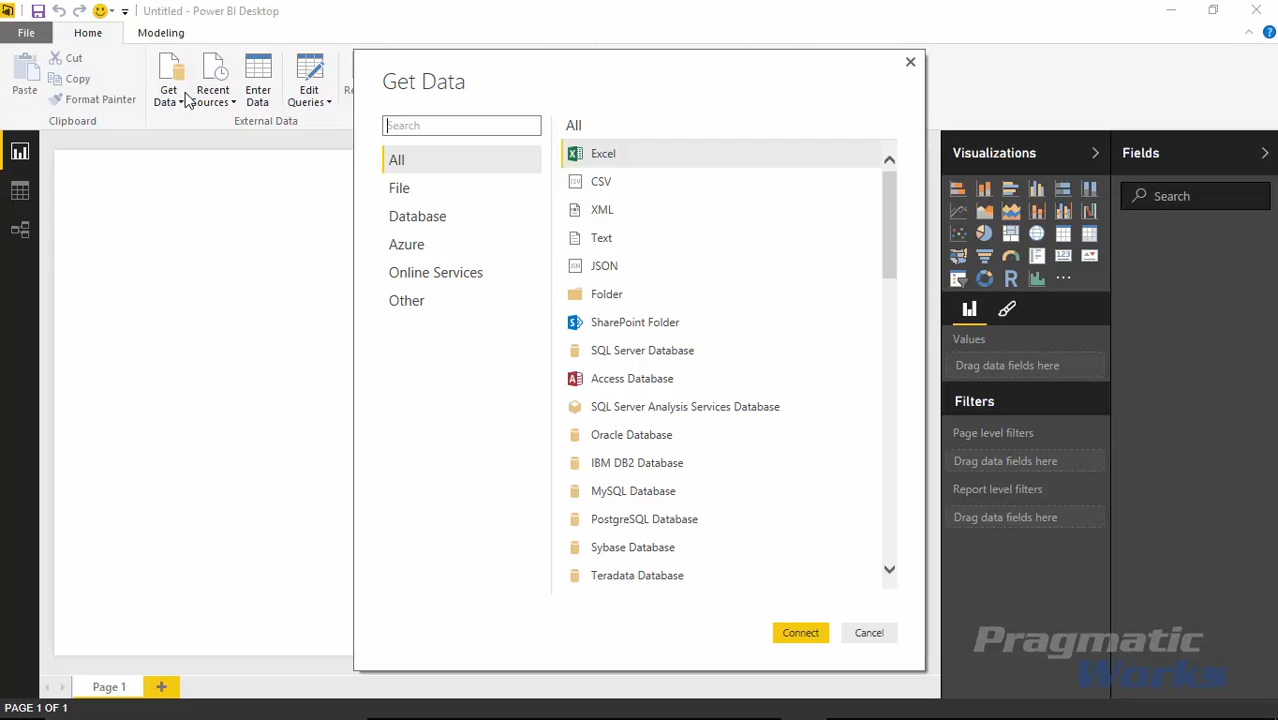 Untitled - Power BI Desktop
File
Home
Modeling
Paste
Cut
Copy
Format Painter
Clipboard
Get Data
Recent Sources
Enter Data
Edit Queries
Re
External Data
Get Data
Search
All
File
Database
Azure
Online Services
Other
All
Excel
CSV
XML
Text
JSON
Folder
SharePoint Folder
SQL Server Database
Access Database
SQL Server Analysis Services Database
Oracle Database
IBM DB2 Database
MySQL Database
PostgreSQL Database
Sybase Database
Teradata Database
Connect
Cancel
Visualizations
Values
Drag data fields here
Filters
Page level filters
Drag data fields here
Report level filters
Drag data fields here
Fields
Search
Pragmatic
Works
Page 1
PAGE 1 OF 1